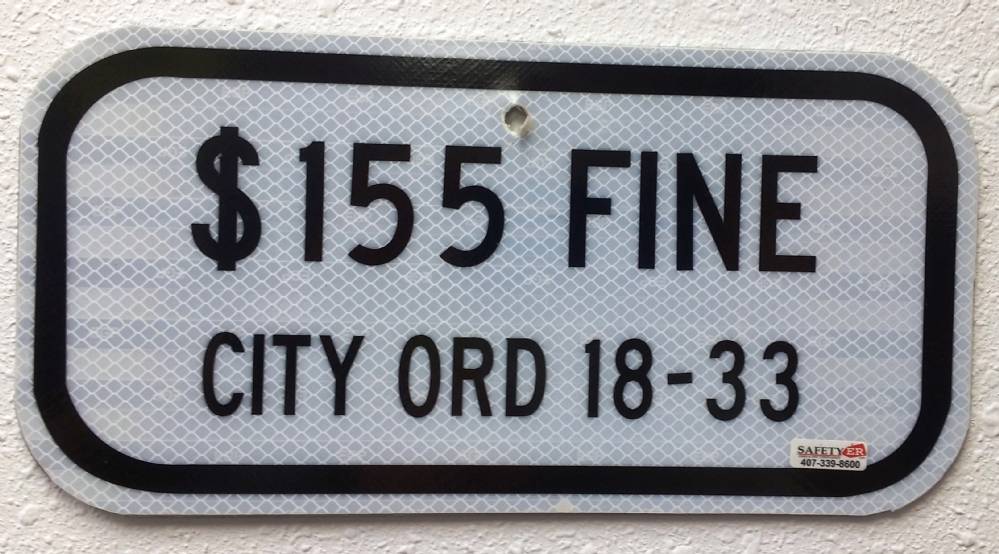 $155 FINE
CITY ORD 18-33
SAFETYER
407-339-8600